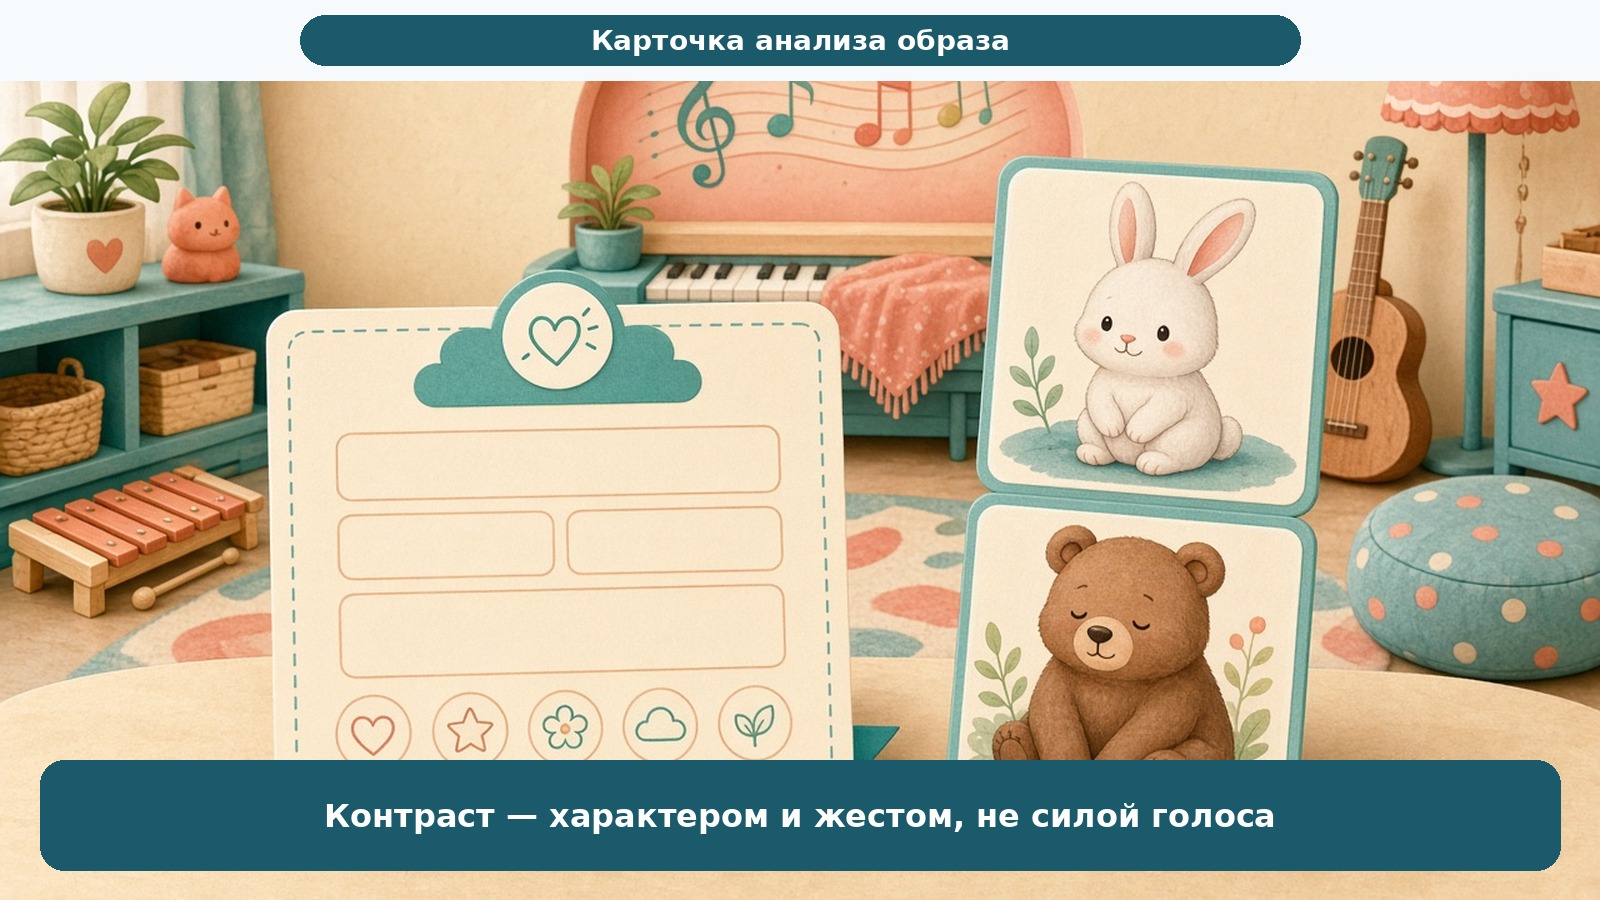 Карточка анализа образа
Контраст — характером и жестом, не силой голоса